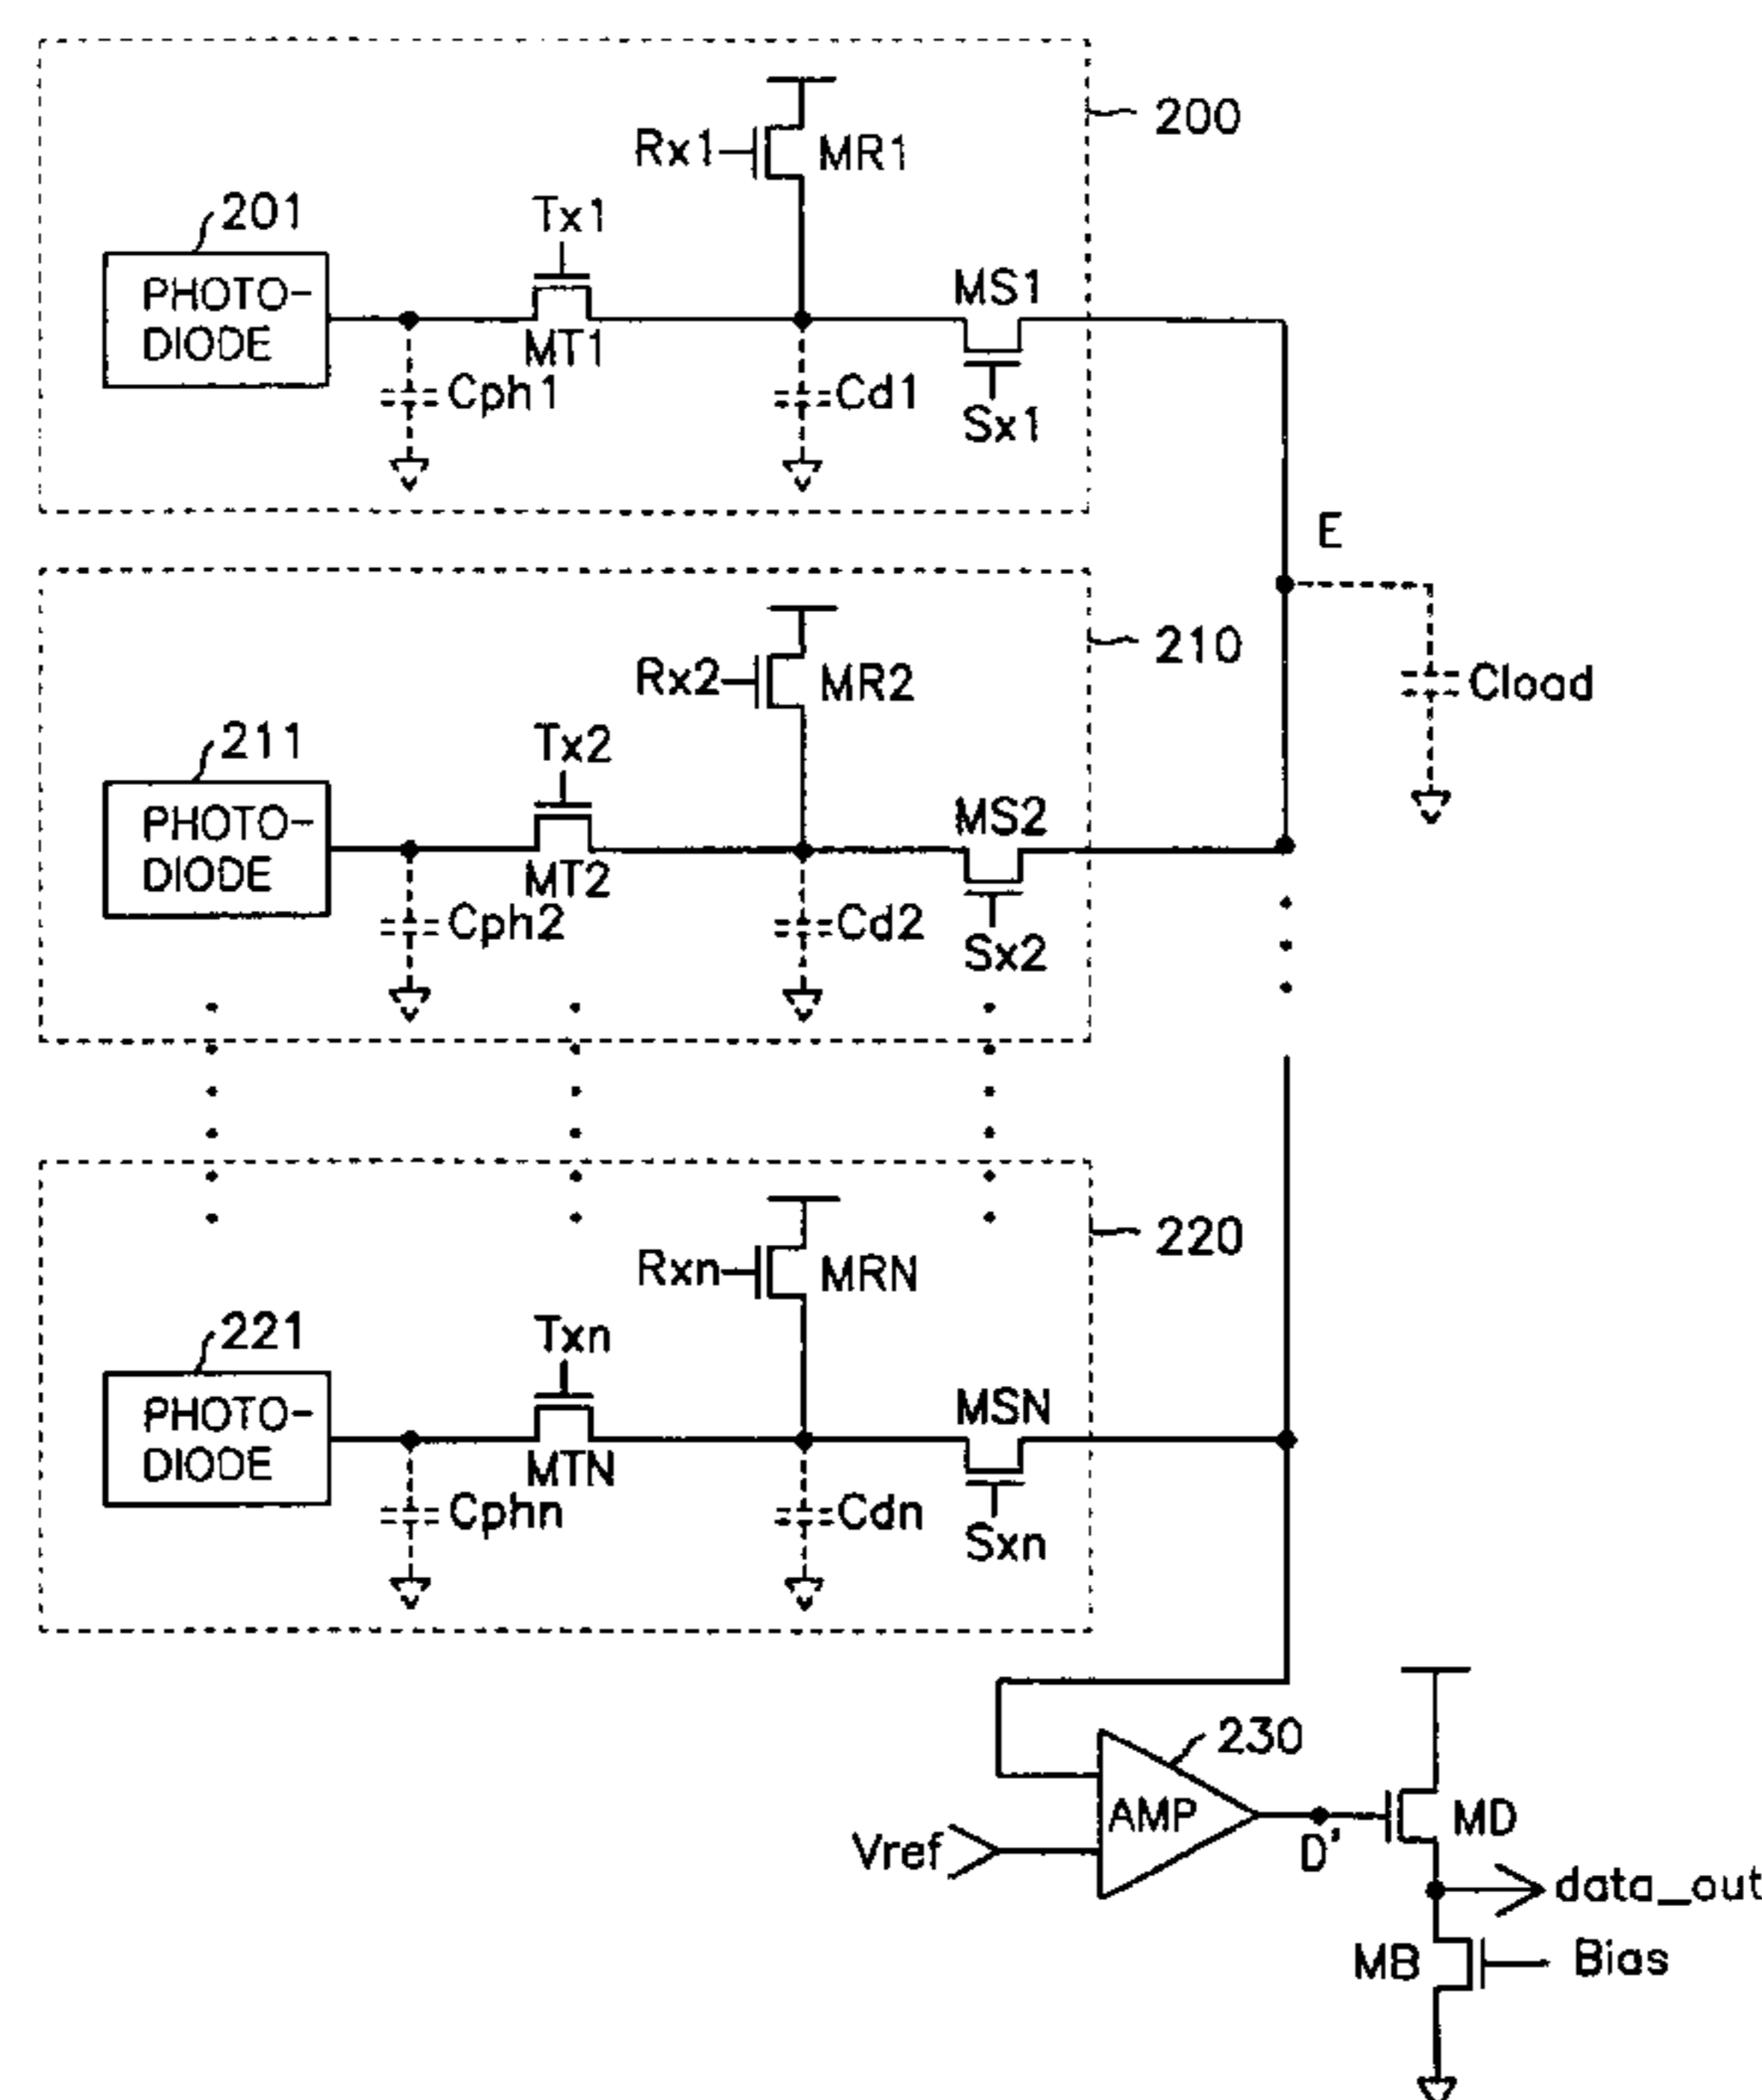 200
Rx1
MR1
201
Tx1
PHOTO-
DIODE
MS1
MT1
Cph1
Cd1
Sx1
E
210
Rx2
MR2
Cload
211
Tx2
PHOTO-
DIODE
MS2
MT2
Cph2
Cd2
Sx2
220
Rxn
MRN
221
Txn
PHOTO-
DIODE
MSN
MTN
Cphn
Cdn
Sxn
230
AMP
MD
Vref
D'
data_out
MB
Bias